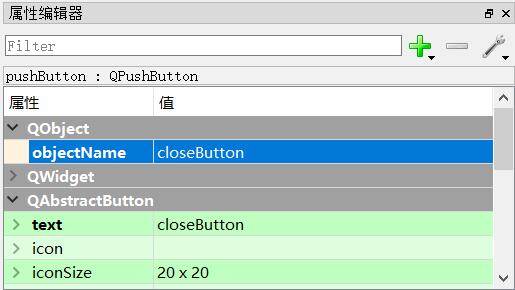 属性编辑器
Filter
pushButton : QPushButton
属性 值
QObject
objectName closeButton
QWidget
QAbstractButton
text closeButton
icon
iconSize 20 x 20